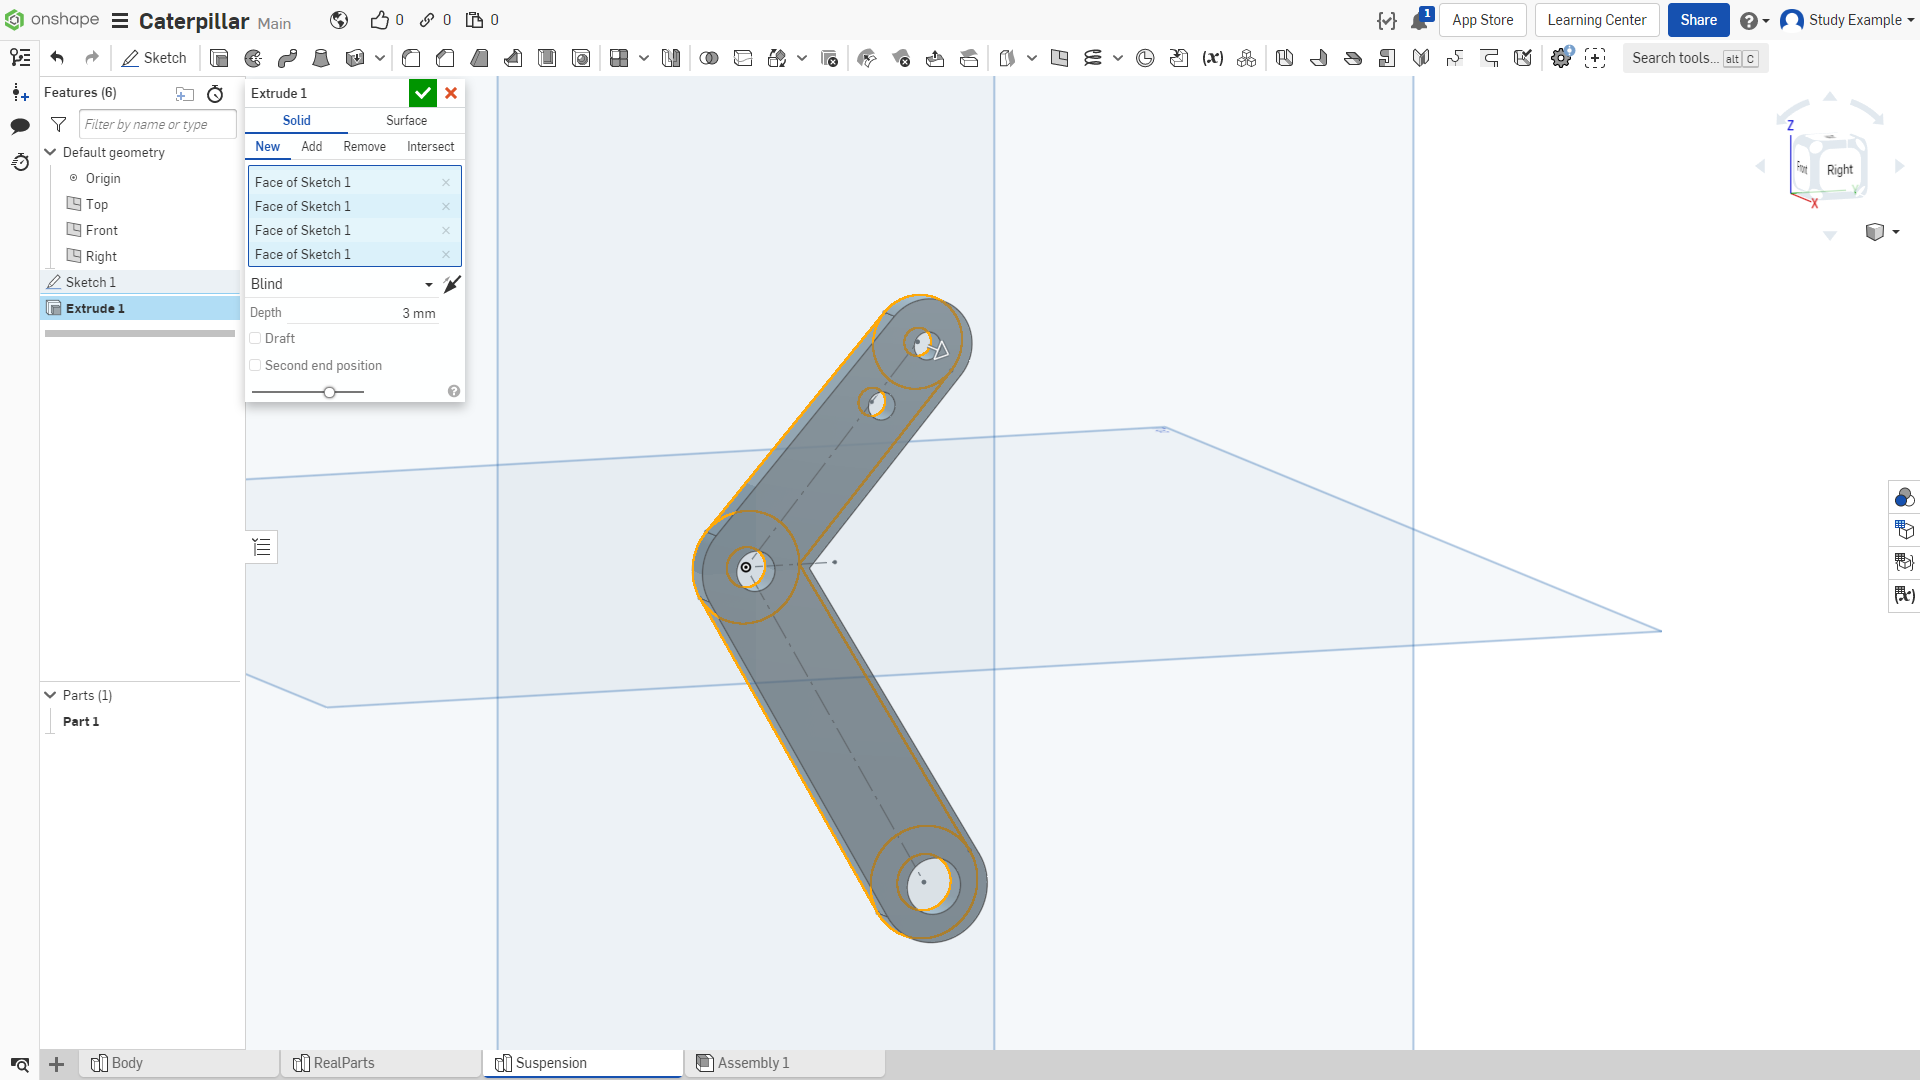 onshape Caterpillar Main 0 0 0 1 App Store Learning Center Share Study Example
Sketch Search tools... alt C
Features (6)
Filter by name or type
Default geometry
Origin
Top
Front
Right
Sketch 1
Extrude 1
Parts (1)
Part 1
Extrude 1
Solid Surface
New Add Remove Intersect
Face of Sketch 1
Face of Sketch 1
Face of Sketch 1
Face of Sketch 1
Blind
Depth 3 mm
Draft
Second end position
Z
Front Right
Y
X
Body RealParts Suspension Assembly 1